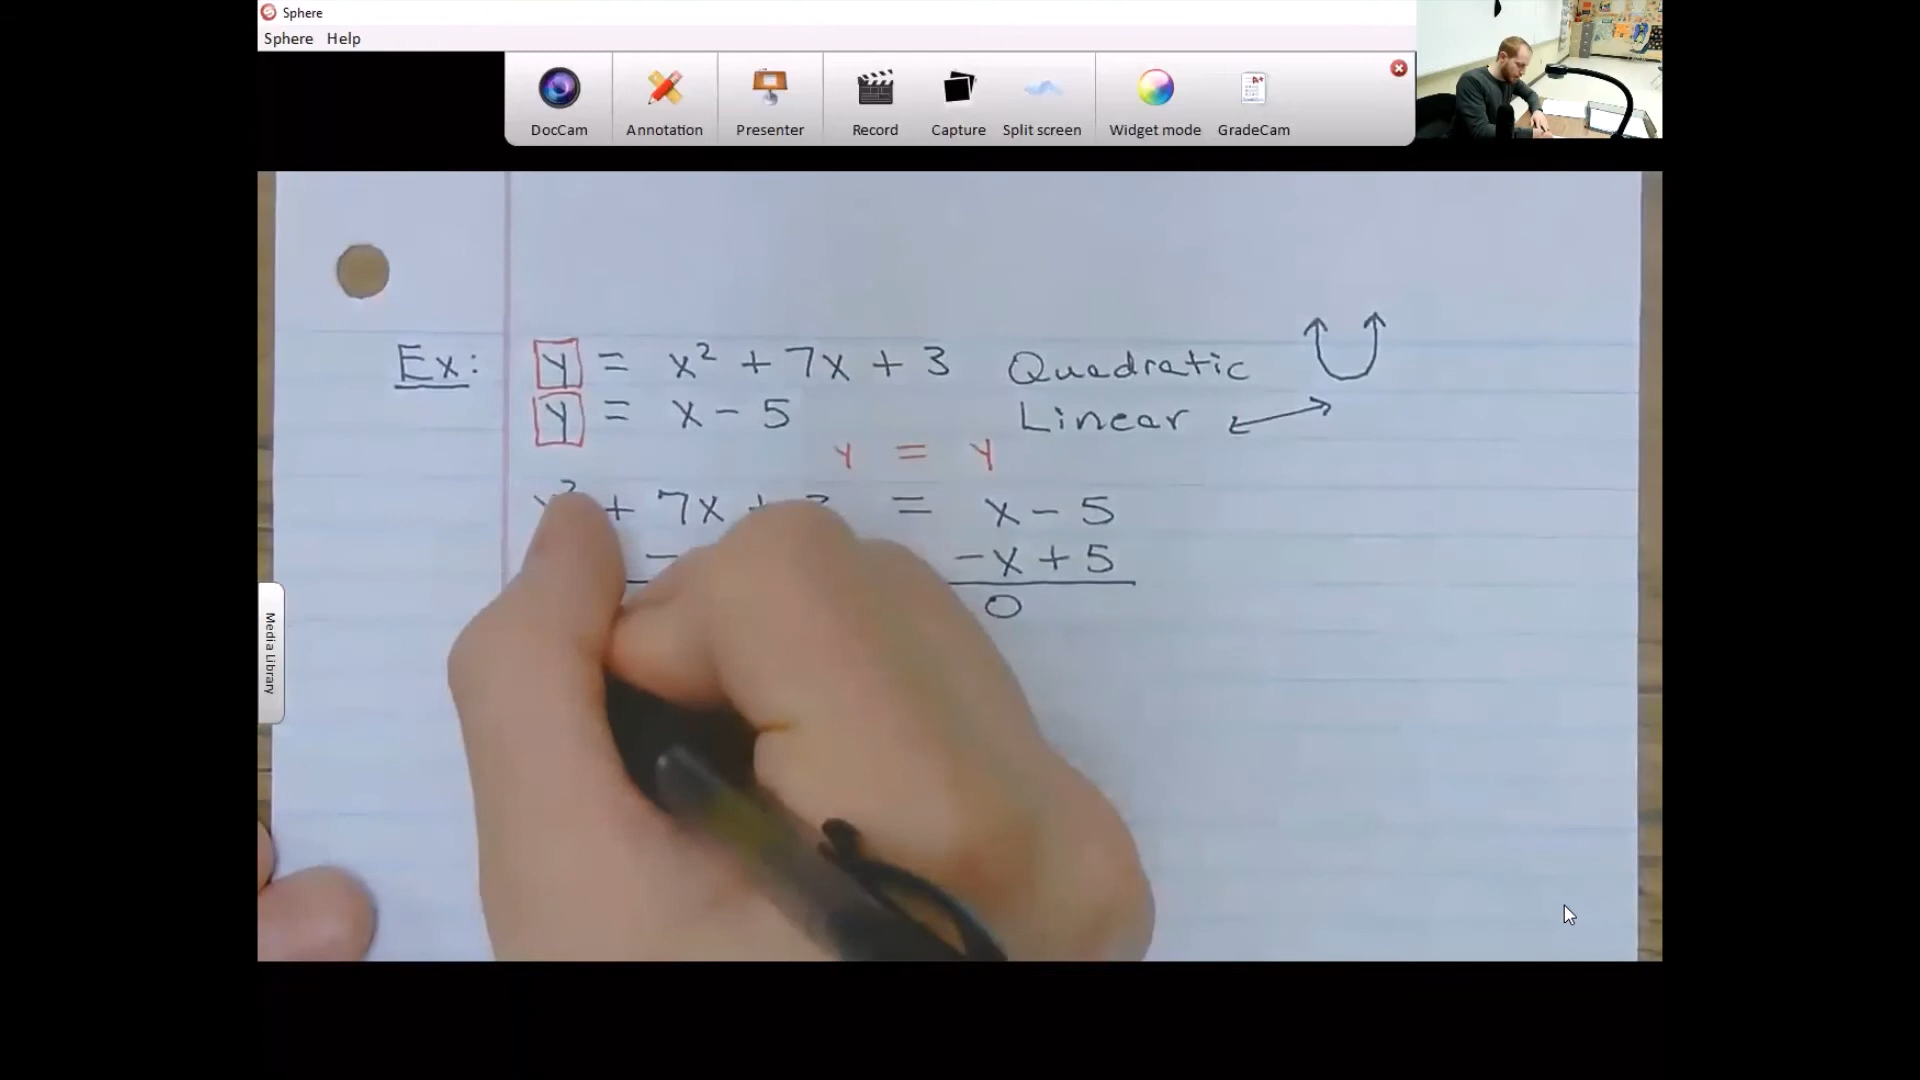 Sphere
Sphere Help
DocCam Annotation Presenter Record Capture Split screen Widget mode GradeCam
Media Library
Ex: y = x² + 7x + 3 Quadratic
y = x - 5 Linear
y = y
+ 7x + = x - 5
- -x + 5
0